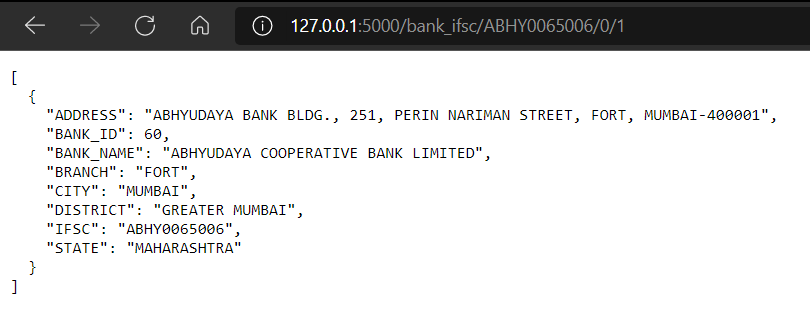 127.0.0.1:5000/bank_ifsc/ABHY0065006/0/1
[
  {
    "ADDRESS": "ABHYUDAYA BANK BLDG., 251, PERIN NARIMAN STREET, FORT, MUMBAI-400001",
    "BANK_ID": 60,
    "BANK_NAME": "ABHYUDAYA COOPERATIVE BANK LIMITED",
    "BRANCH": "FORT",
    "CITY": "MUMBAI",
    "DISTRICT": "GREATER MUMBAI",
    "IFSC": "ABHY0065006",
    "STATE": "MAHARASHTRA"
  }
]